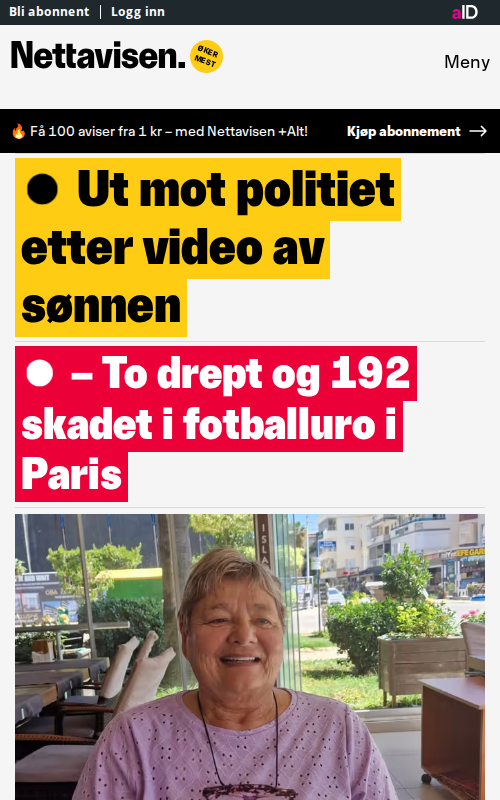 Bli abonnent | Logg inn
aID
Nettavisen. ØKER MEST
Meny
🔥 Få 100 aviser fra 1 kr – med Nettavisen +Alt! Kjøp abonnement →
● Ut mot politiet
etter video av
sønnen
● – To drept og 192
skadet i fotballuro i
Paris
ISLA